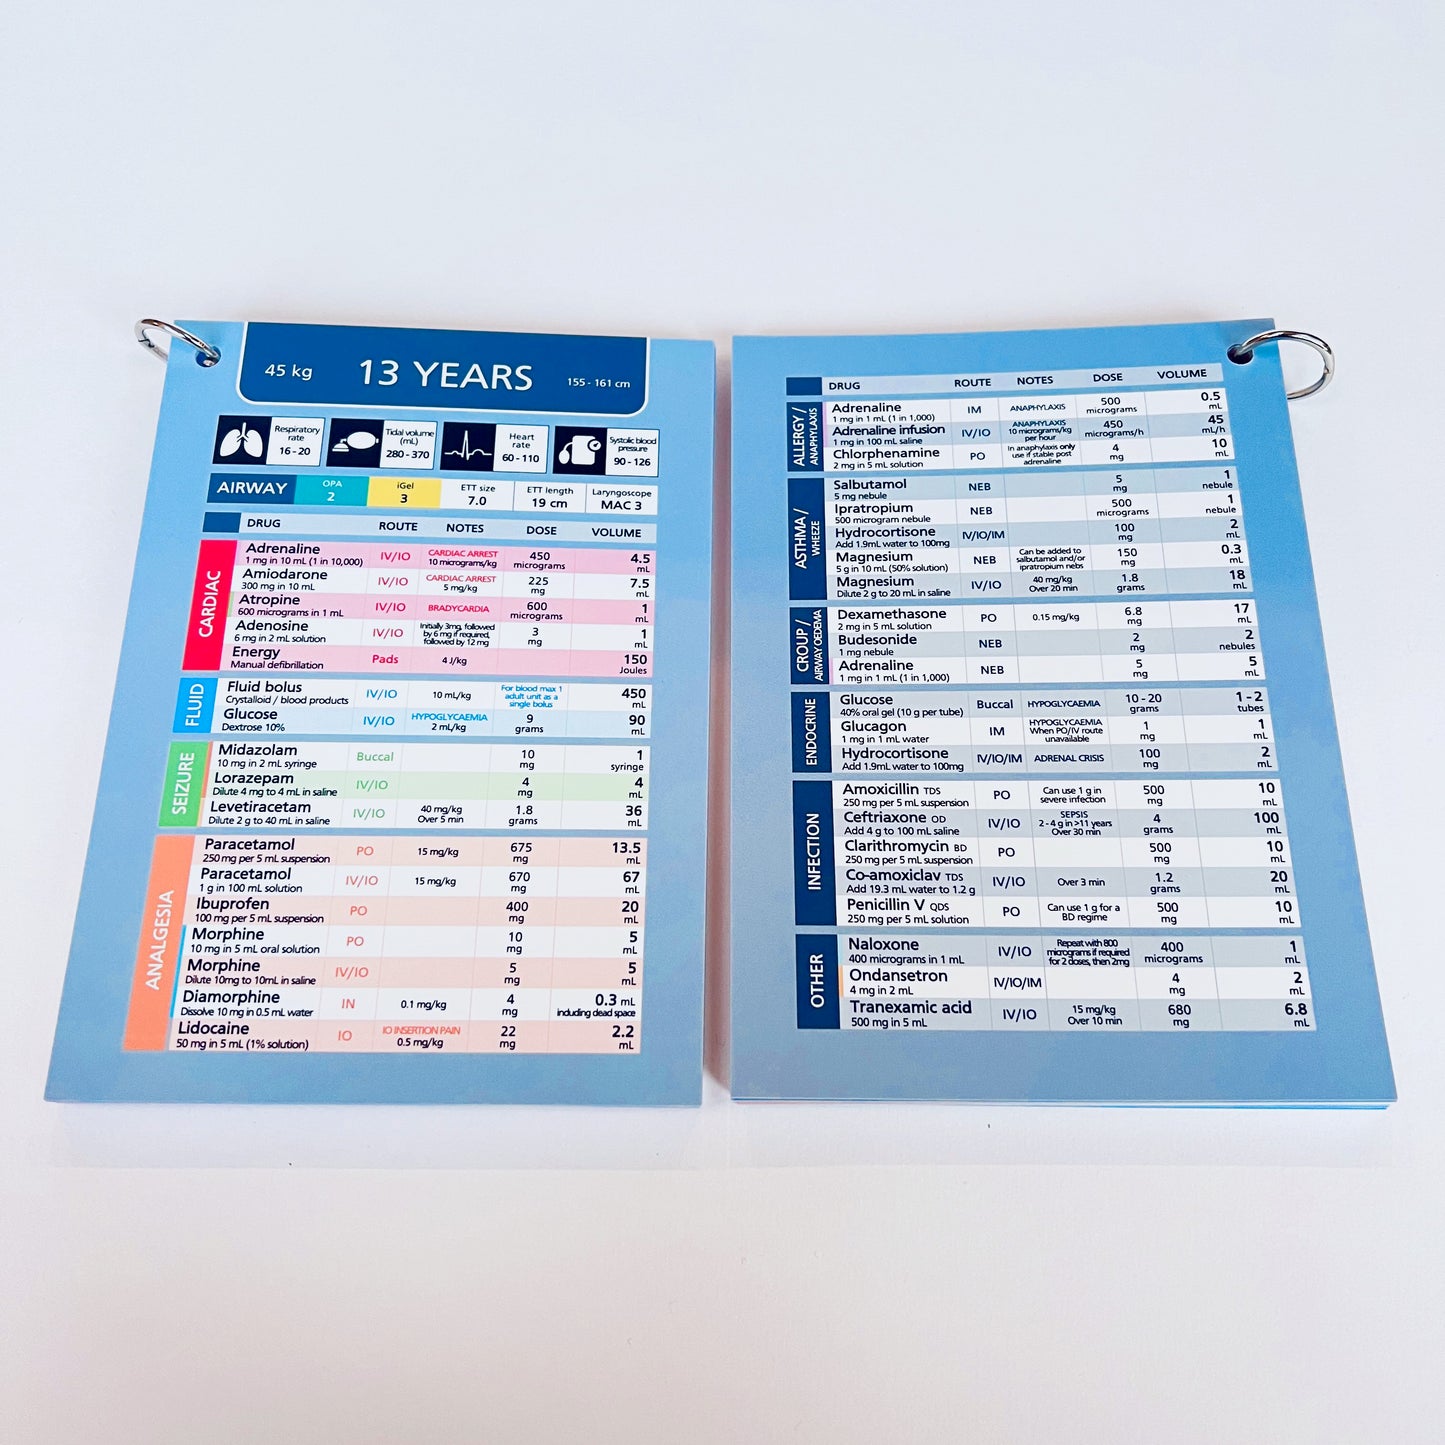 45 kg 13 YEARS 155 - 161 cm
Respiratory rate 16 - 20
Tidal volume (mL) 280 - 370
Heart rate 60 - 110
Systolic blood pressure 90 - 126
AIRWAY OPA 2 iGel 3 ETT size 7.0 ETT length 19 cm Laryngoscope MAC 3
DRUG ROUTE NOTES DOSE VOLUME
CARDIAC
Adrenaline IV/IO CARDIAC ARREST 450 4.5
1 mg in 10 mL (1 in 10,000) 10 micrograms/kg micrograms mL
Amiodarone IV/IO CARDIAC ARREST 225 7.5
300 mg in 10 mL 5 mg/kg mg mL
Atropine IV/IO BRADYCARDIA 600 1
600 micrograms in 1 mL micrograms mL
Adenosine IV/IO Initially 3mg, followed by 6 mg if required, followed by 12 mg 3 1
6 mg in 2 mL solution mg mL
Energy Pads 4 J/kg 150
Manual defibrillation Joules
FLUID
Fluid bolus IV/IO 10 mL/kg For blood max 1 adult unit as a single bolus 450
Crystalloid / blood products mL
Glucose IV/IO HYPOGLYCAEMIA 9 90
Dextrose 10% 2 mL/kg grams mL
SEIZURE
Midazolam Buccal 10 1
10 mg in 2 mL syringe mg syringe
Lorazepam IV/IO 4 4
Dilute 4 mg to 4 mL in saline mg mL
Levetiracetam IV/IO 40 mg/kg 1.8 36
Dilute 2 g to 40 mL in saline Over 5 min grams mL
ANALGESIA
Paracetamol PO 15 mg/kg 675 13.5
250 mg per 5 mL suspension mg mL
Paracetamol IV/IO 15 mg/kg 670 67
1 g in 100 mL solution mg mL
Ibuprofen PO 400 20
100 mg per 5 mL suspension mg mL
Morphine PO 10 5
10 mg in 5 mL oral solution mg mL
Morphine IV/IO 5 5
Dilute 10mg to 10mL in saline mg mL
Diamorphine IN 0.1 mg/kg 4 0.3 mL
Dissolve 10 mg in 0.5 mL water mg including dead space
Lidocaine IO IO INSERTION PAIN 22 2.2
50 mg in 5 mL (1% solution) 0.5 mg/kg mg mL
DRUG ROUTE NOTES DOSE VOLUME
ALLERGY / ANAPHYLAXIS
Adrenaline IM ANAPHYLAXIS 500 0.5
1 mg in 1 mL (1 in 1,000) micrograms mL
Adrenaline infusion IV/IO ANAPHYLAXIS 10 micrograms/kg per hour 450 45
1 mg in 100 mL saline micrograms/h mL/h
Chlorphenamine PO In anaphylaxis only use if stable post adrenaline 4 10
2 mg in 5 mL solution mg mL
ASTHMA / WHEEZE
Salbutamol NEB 5 1
5 mg nebule mg nebule
Ipratropium NEB 500 1
500 microgram nebule micrograms nebule
Hydrocortisone IV/IO/IM 100 2
Add 1.9mL water to 100mg mg mL
Magnesium NEB Can be added to salbutamol and/or ipratropium nebs 150 0.3
5 g in 10 mL (50% solution) mg mL
Magnesium IV/IO 40 mg/kg 1.8 18
Dilute 2 g to 20 mL in saline Over 20 min grams mL
CROUP / AIRWAY OEDEMA
Dexamethasone PO 0.15 mg/kg 6.8 17
2 mg in 5 mL solution mg mL
Budesonide NEB 2 2
1 mg nebule mg nebules
Adrenaline NEB 5 5
1 mg in 1 mL (1 in 1,000) mg mL
ENDOCRINE
Glucose Buccal HYPOGLYCAEMIA 10 - 20 1 - 2
40% oral gel (10 g per tube) grams tubes
Glucagon IM HYPOGLYCAEMIA When PO/IV route unavailable 1 1
1 mg in 1 mL water mg mL
Hydrocortisone IV/IO/IM ADRENAL CRISIS 100 2
Add 1.9mL water to 100mg mg mL
INFECTION
Amoxicillin TDS PO Can use 1 g in severe infection 500 10
250 mg per 5 mL suspension mg mL
Ceftriaxone OD IV/IO SEPSIS 2 - 4 g in >11 years Over 30 min 4 100
Add 4 g to 100 mL saline grams mL
Clarithromycin BD PO 500 10
250 mg per 5 mL suspension mg mL
Co-amoxiclav TDS IV/IO Over 3 min 1.2 20
Add 19.3 mL water to 1.2 g grams mL
Penicillin V QDS PO Can use 1 g for a BD regime 500 10
250 mg per 5 mL solution mg mL
OTHER
Naloxone IV/IO Repeat with 800 micrograms if required for 2 doses, then 2mg 400 1
400 micrograms in 1 mL micrograms mL
Ondansetron IV/IO/IM 4 2
4 mg in 2 mL mg mL
Tranexamic acid IV/IO 15 mg/kg 680 6.8
500 mg in 5 mL Over 10 min mg mL